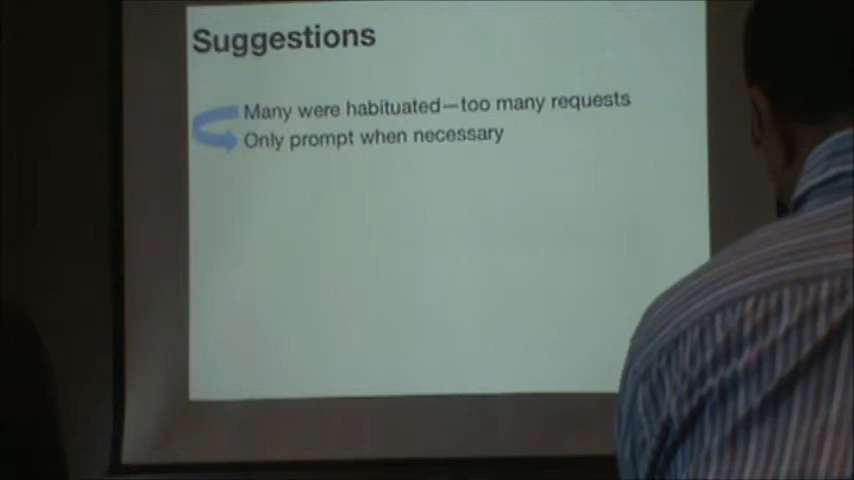 Suggestions
Many were habituated—too many requests
Only prompt when necessary